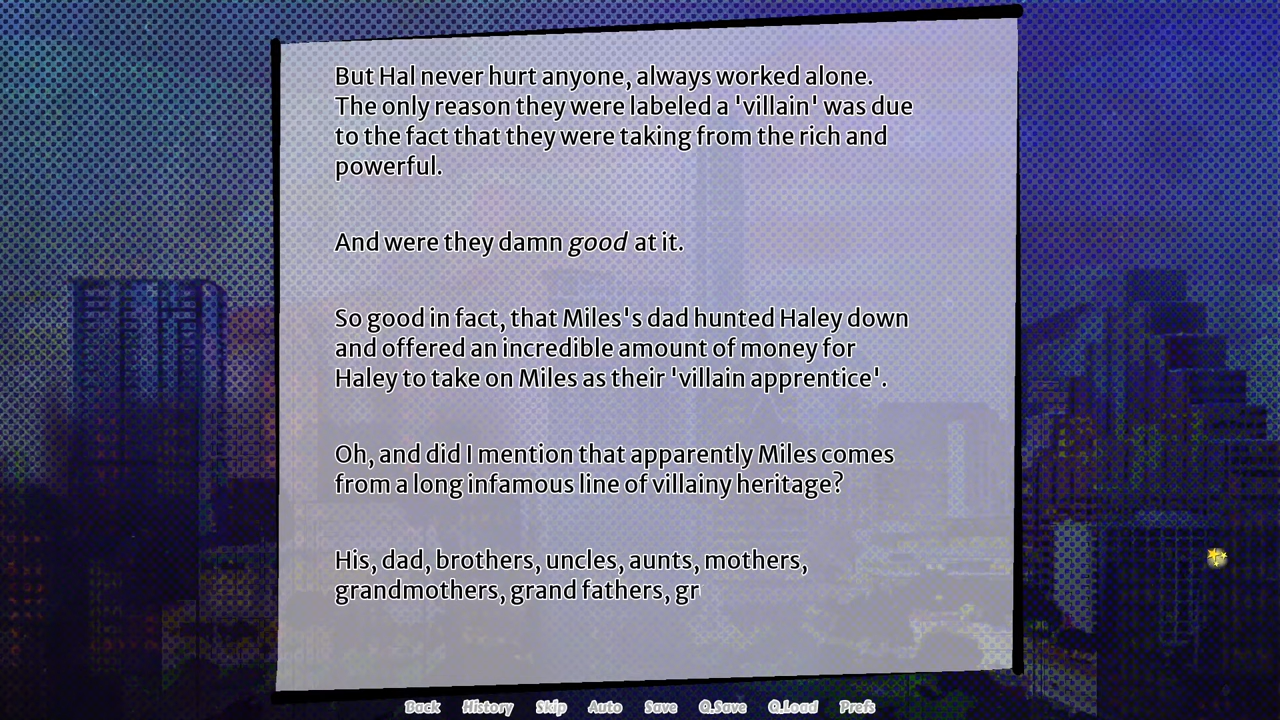 But Hal never hurt anyone, always worked alone.
The only reason they were labeled a 'villain' was due
to the fact that they were taking from the rich and
powerful.
And were they damn good at it.
So good in fact, that Miles's dad hunted Haley down
and offered an incredible amount of money for
Haley to take on Miles as their 'villain apprentice'.
Oh, and did I mention that apparently Miles comes
from a long infamous line of villainy heritage?
His, dad, brothers, uncles, aunts, mothers,
grandmothers, grand fathers, gr
Back History Skip Auto Save Q.Save Q.Load Prefs